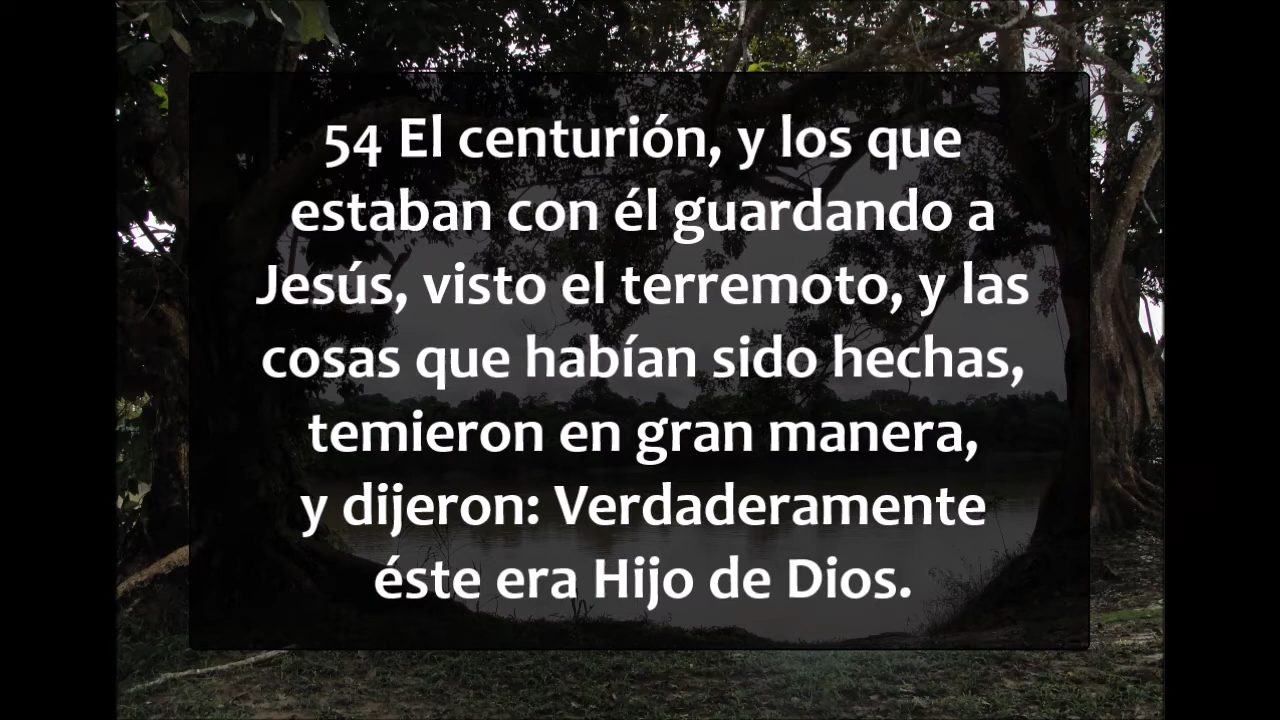 54 El centurión, y los que
estaban con él guardando a
Jesús, visto el terremoto, y las
cosas que habían sido hechas,
temieron en gran manera,
y dijeron: Verdaderamente
éste era Hijo de Dios.